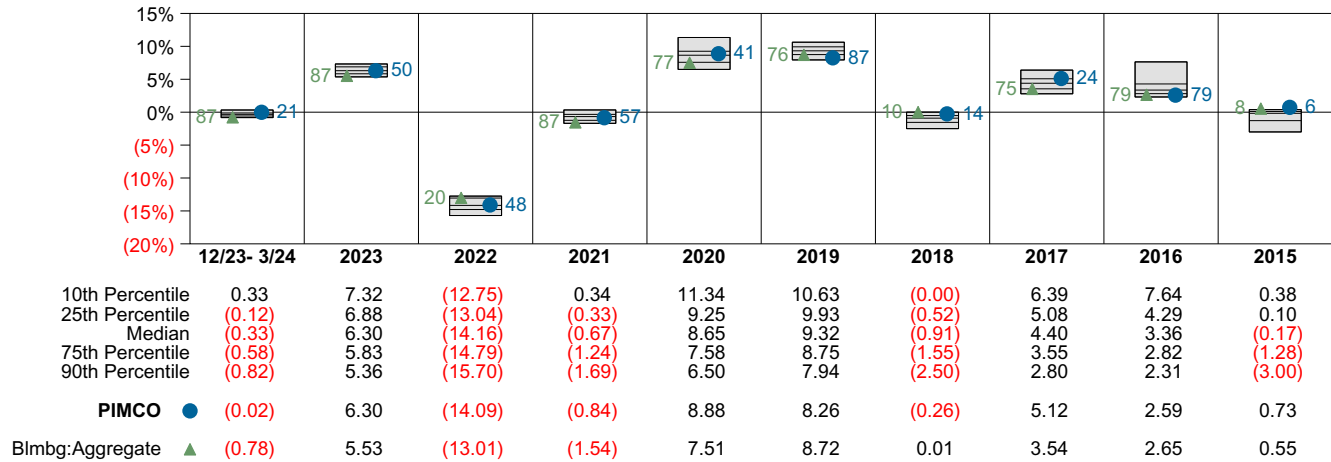 15%
10%
5%
0%
(5%)
(10%)
(15%)
(20%)
87 21
87 50
20 48
87 57
77 41
76 87
10 14
75 24
79 79
8 6
12/23- 3/24 2023 2022 2021 2020 2019 2018 2017 2016 2015
10th Percentile 0.33 7.32 (12.75) 0.34 11.34 10.63 (0.00) 6.39 7.64 0.38
25th Percentile (0.12) 6.88 (13.04) (0.33) 9.25 9.93 (0.52) 5.08 4.29 0.10
Median (0.33) 6.30 (14.16) (0.67) 8.65 9.32 (0.91) 4.40 3.36 (0.17)
75th Percentile (0.58) 5.83 (14.79) (1.24) 7.58 8.75 (1.55) 3.55 2.82 (1.28)
90th Percentile (0.82) 5.36 (15.70) (1.69) 6.50 7.94 (2.50) 2.80 2.31 (3.00)
PIMCO (0.02) 6.30 (14.09) (0.84) 8.88 8.26 (0.26) 5.12 2.59 0.73
Blmbg:Aggregate (0.78) 5.53 (13.01) (1.54) 7.51 8.72 0.01 3.54 2.65 0.55